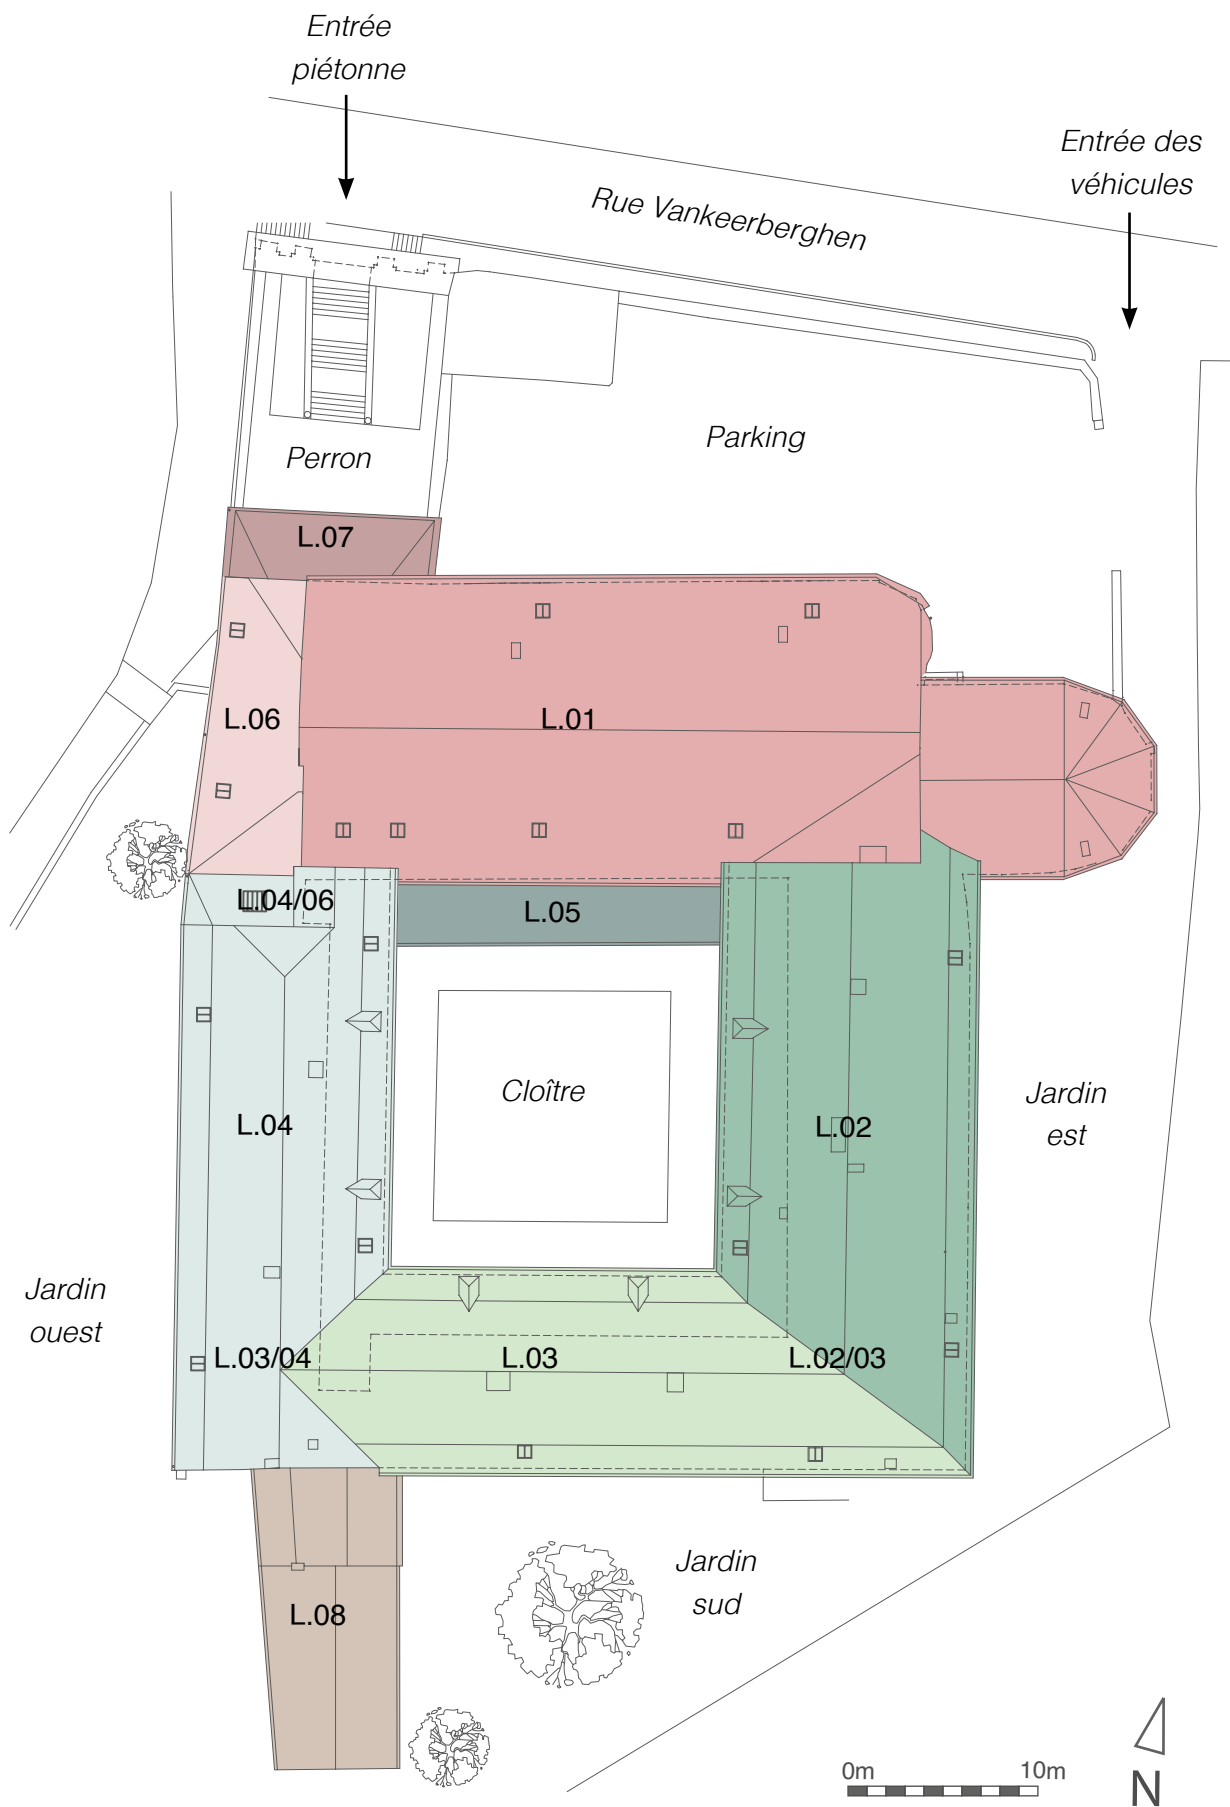 Entrée
piétonne
Entrée des
véhicules
Rue Vankeerberghen
Parking
Perron
L.07
L.06
L.01
L.04/06
L.05
Cloître
L.04
L.02
Jardin
est
Jardin
ouest
L.03/04
L.03
L.02/03
Jardin
sud
L.08
0m
10m
N